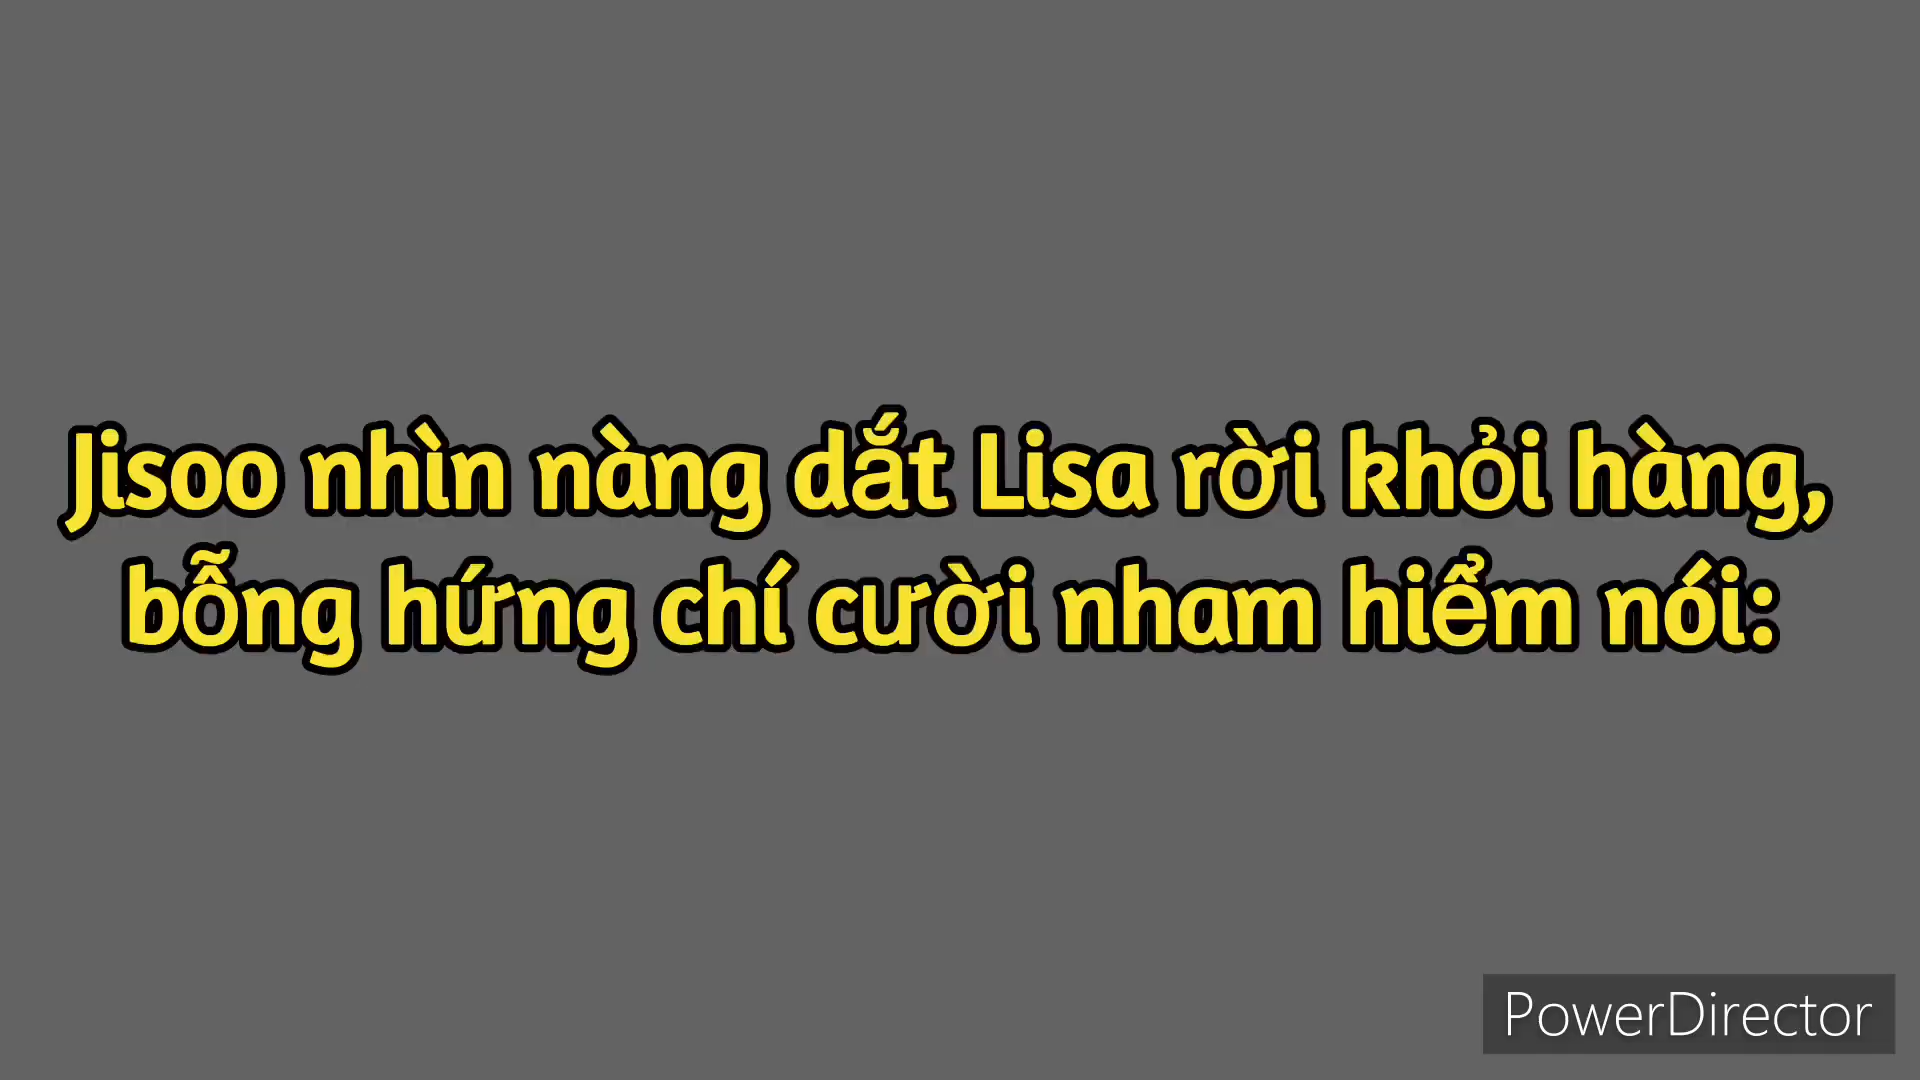 Jisoo nhìn nàng dắt Lisa rời khỏi hàng,
bỗng hứng chí cười nham hiểm nói:
PowerDirector